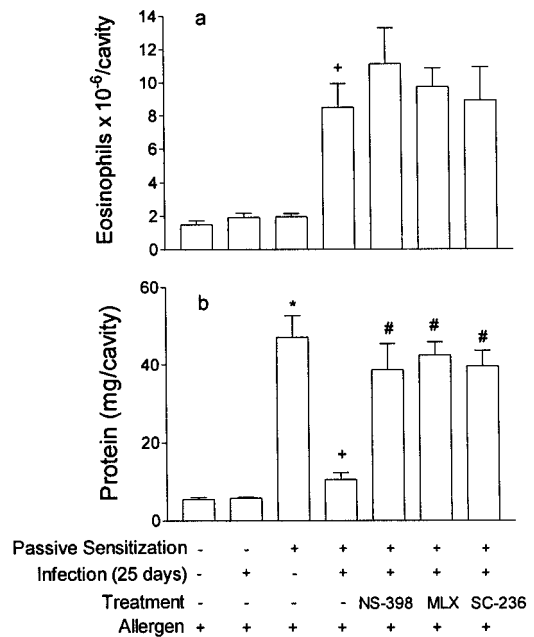 a
Eosinophils x 10⁻⁶/cavity
14
12
10
8
6
4
2
0
+
b
Protein (mg/cavity)
60
40
20
0
*
+
#
#
#
Passive Sensitization - - + + + + +
Infection (25 days) - + - + + + +
Treatment - - - - NS-398 MLX SC-236
Allergen + + + + + + +